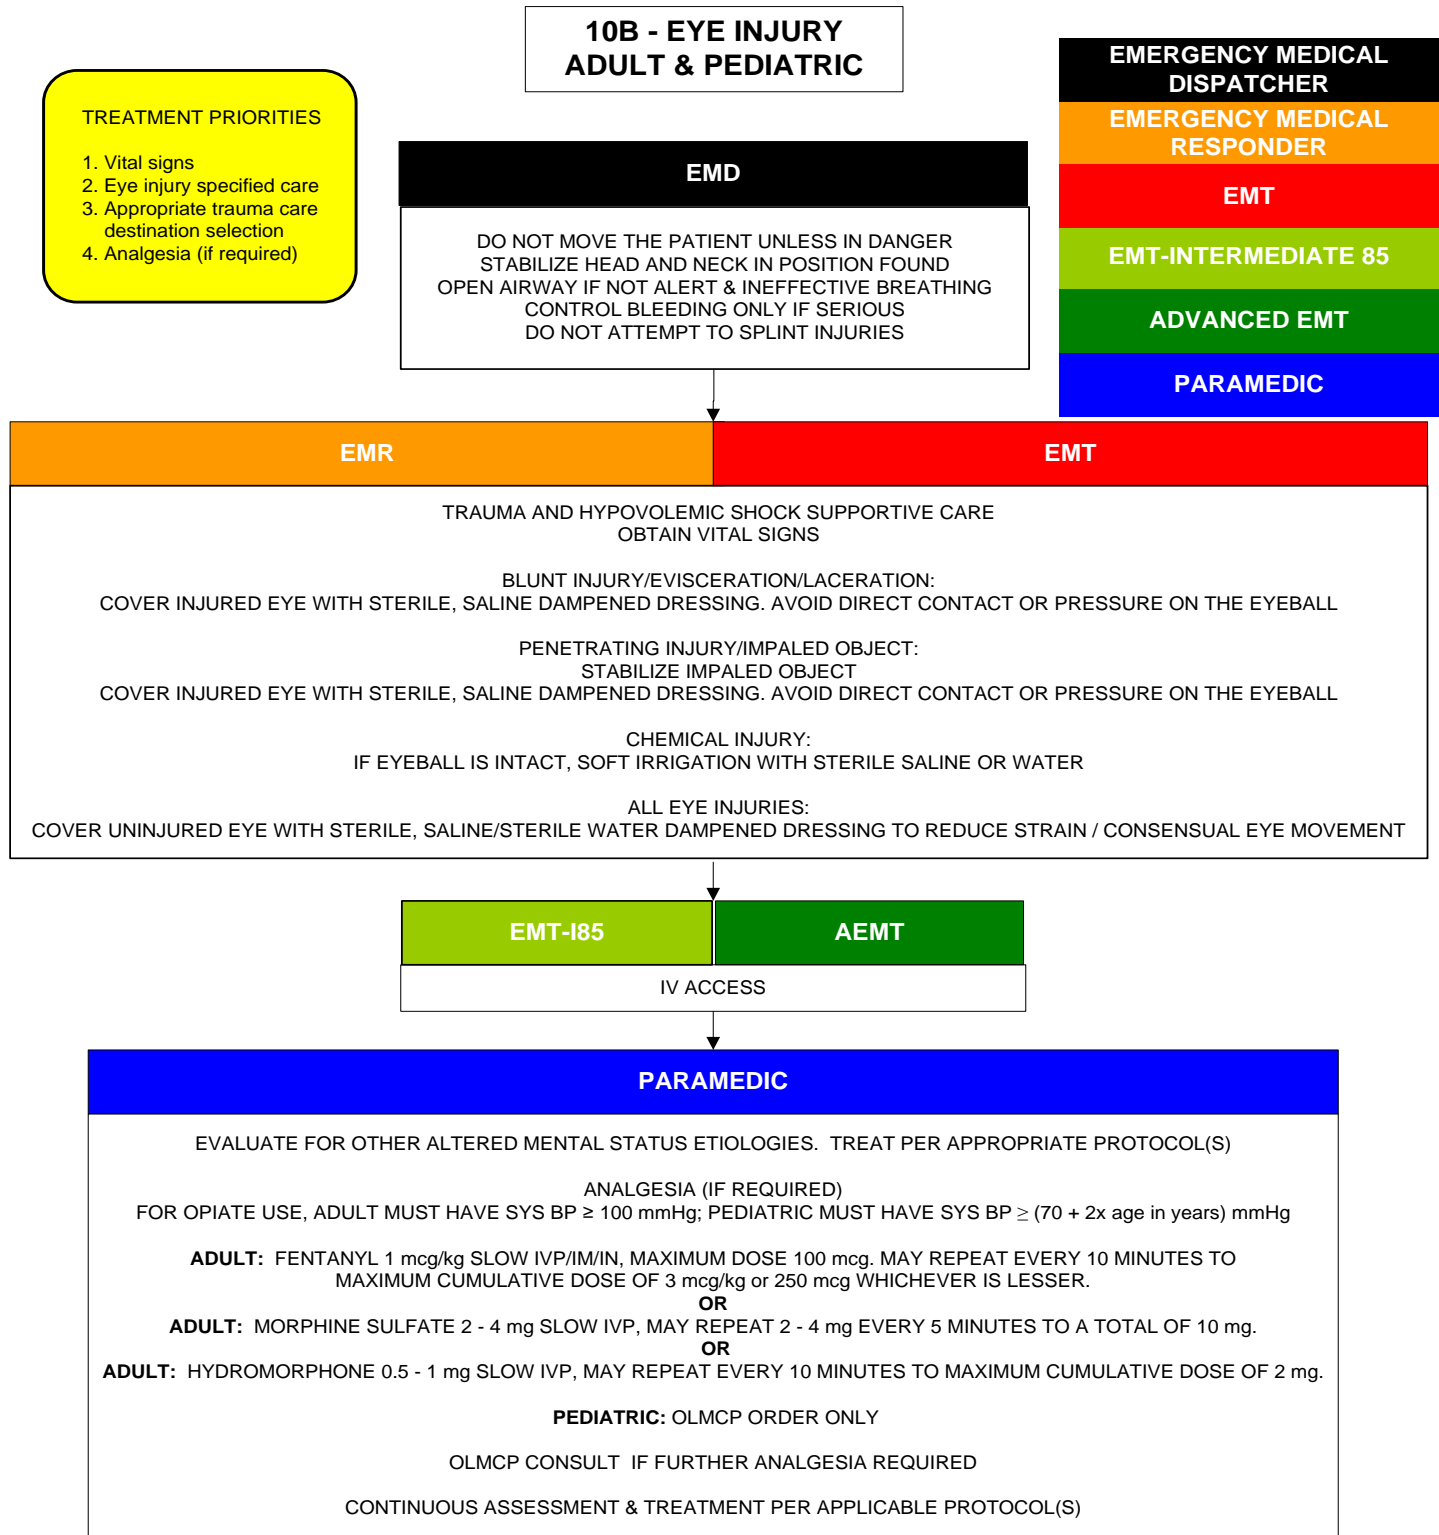 10B - EYE INJURY
ADULT & PEDIATRIC
TREATMENT PRIORITIES
1. Vital signs
2. Eye injury specified care
3. Appropriate trauma care
destination selection
4. Analgesia (if required)
EMERGENCY MEDICAL
DISPATCHER
EMERGENCY MEDICAL
RESPONDER
EMT
EMT-INTERMEDIATE 85
ADVANCED EMT
PARAMEDIC
EMD
DO NOT MOVE THE PATIENT UNLESS IN DANGER
STABILIZE HEAD AND NECK IN POSITION FOUND
OPEN AIRWAY IF NOT ALERT & INEFFECTIVE BREATHING
CONTROL BLEEDING ONLY IF SERIOUS
DO NOT ATTEMPT TO SPLINT INJURIES
EMR
EMT
TRAUMA AND HYPOVOLEMIC SHOCK SUPPORTIVE CARE
OBTAIN VITAL SIGNS
BLUNT INJURY/EVISCERATION/LACERATION:
COVER INJURED EYE WITH STERILE, SALINE DAMPENED DRESSING. AVOID DIRECT CONTACT OR PRESSURE ON THE EYEBALL
PENETRATING INJURY/IMPALED OBJECT:
STABILIZE IMPALED OBJECT
COVER INJURED EYE WITH STERILE, SALINE DAMPENED DRESSING. AVOID DIRECT CONTACT OR PRESSURE ON THE EYEBALL
CHEMICAL INJURY:
IF EYEBALL IS INTACT, SOFT IRRIGATION WITH STERILE SALINE OR WATER
ALL EYE INJURIES:
COVER UNINJURED EYE WITH STERILE, SALINE/STERILE WATER DAMPENED DRESSING TO REDUCE STRAIN / CONSENSUAL EYE MOVEMENT
EMT-I85
AEMT
IV ACCESS
PARAMEDIC
EVALUATE FOR OTHER ALTERED MENTAL STATUS ETIOLOGIES.  TREAT PER APPROPRIATE PROTOCOL(S)
ANALGESIA (IF REQUIRED)
FOR OPIATE USE, ADULT MUST HAVE SYS BP ≥ 100 mmHg; PEDIATRIC MUST HAVE SYS BP ≥ (70 + 2x age in years) mmHg
ADULT:  FENTANYL 1 mcg/kg SLOW IVP/IM/IN, MAXIMUM DOSE 100 mcg. MAY REPEAT EVERY 10 MINUTES TO
MAXIMUM CUMULATIVE DOSE OF 3 mcg/kg or 250 mcg WHICHEVER IS LESSER.
OR
ADULT:  MORPHINE SULFATE 2 - 4 mg SLOW IVP, MAY REPEAT 2 - 4 mg EVERY 5 MINUTES TO A TOTAL OF 10 mg.
OR
ADULT:  HYDROMORPHONE 0.5 - 1 mg SLOW IVP, MAY REPEAT EVERY 10 MINUTES TO MAXIMUM CUMULATIVE DOSE OF 2 mg.
PEDIATRIC: OLMCP ORDER ONLY
OLMCP CONSULT  IF FURTHER ANALGESIA REQUIRED
CONTINUOUS ASSESSMENT & TREATMENT PER APPLICABLE PROTOCOL(S)